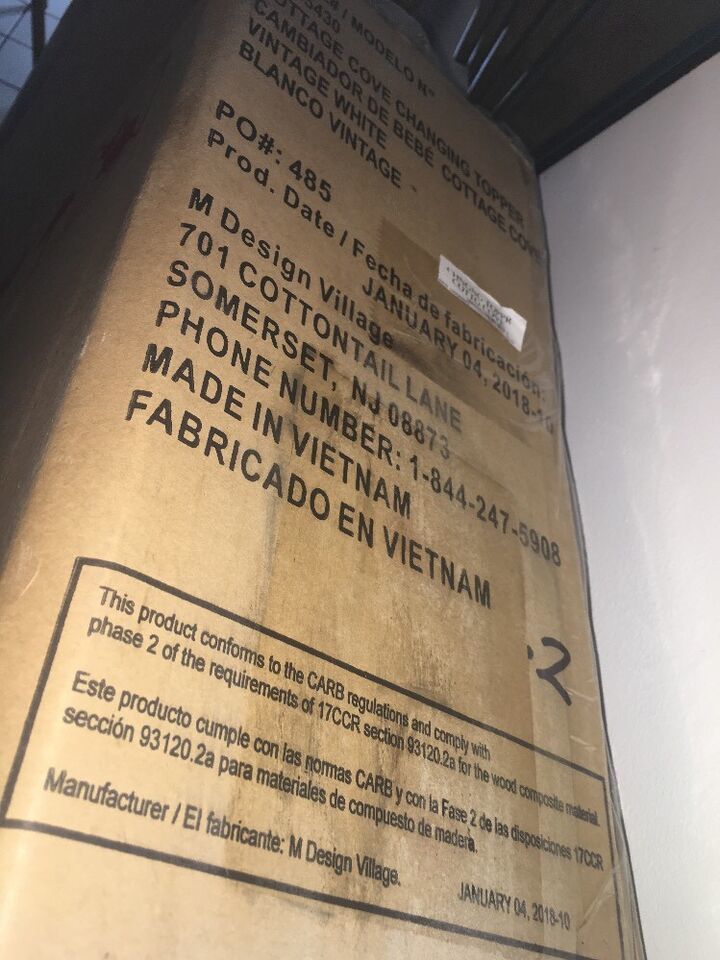 / MODELO N°
5430
COTTAGE COVE CHANGING TOPPER
CAMBIADOR DE BEBÉ COTTAGE COVE
VINTAGE WHITE
BLANCO VINTAGE
PO#: 485
Prod. Date / Fecha de fabricación:
JANUARY 04, 2018-10
M Design Village
701 COTTONTAIL LANE
SOMERSET, NJ 08873
PHONE NUMBER: 1-844-247-5908
MADE IN VIETNAM
FABRICADO EN VIETNAM
2
This product conforms to the CARB regulations and comply with
phase 2 of the requirements of 17CCR section 93120.2a for the wood composite material.
Este producto cumple con las normas CARB y con la Fase 2 de las disposiciones 17CCR
sección 93120.2a para materiales de compuesto de madera.
Manufacturer / El fabricante: M Design Village.
JANUARY 04, 2018-10